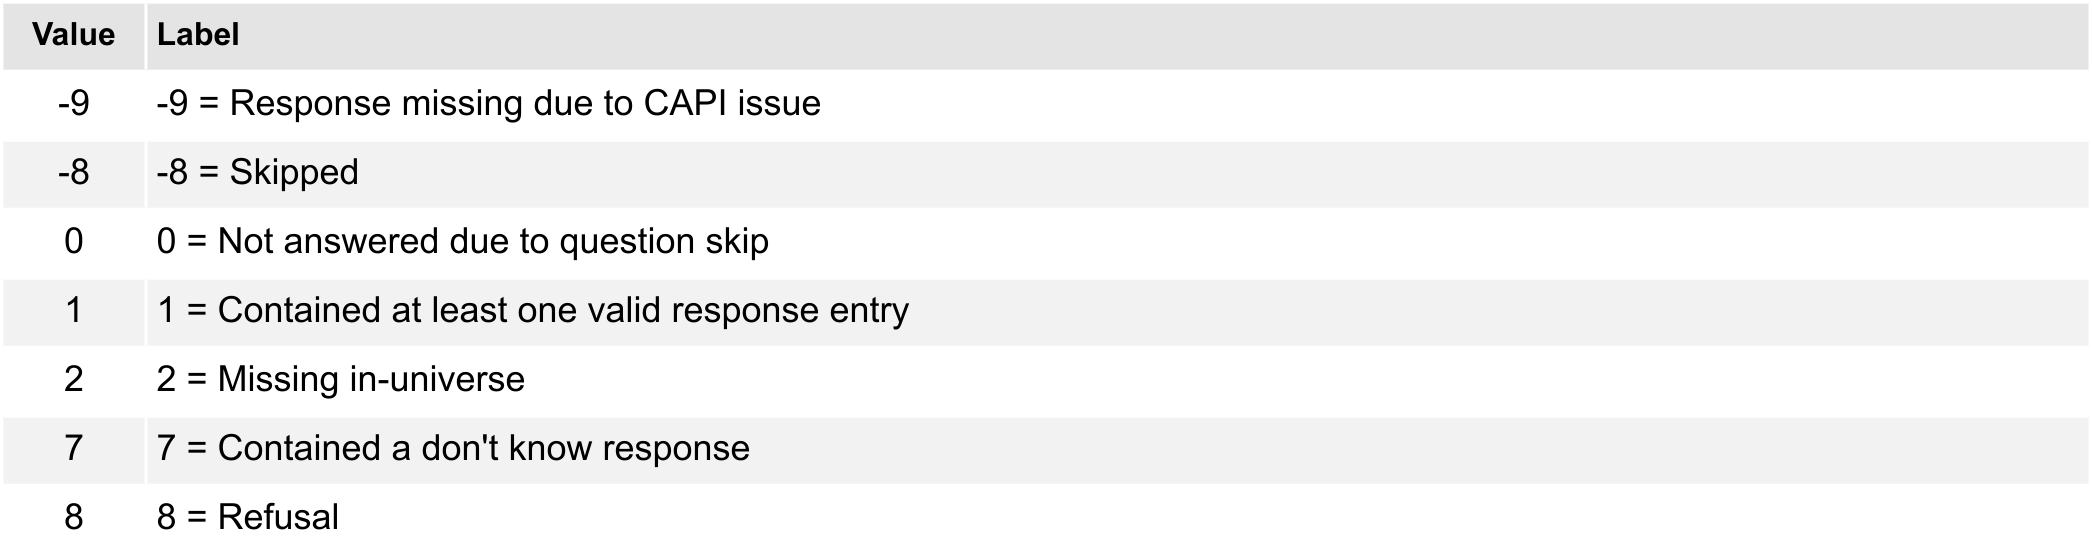 Value Label
-9 -9 = Response missing due to CAPI issue
-8 -8 = Skipped
0 0 = Not answered due to question skip
1 1 = Contained at least one valid response entry
2 2 = Missing in-universe
7 7 = Contained a don't know response
8 8 = Refusal